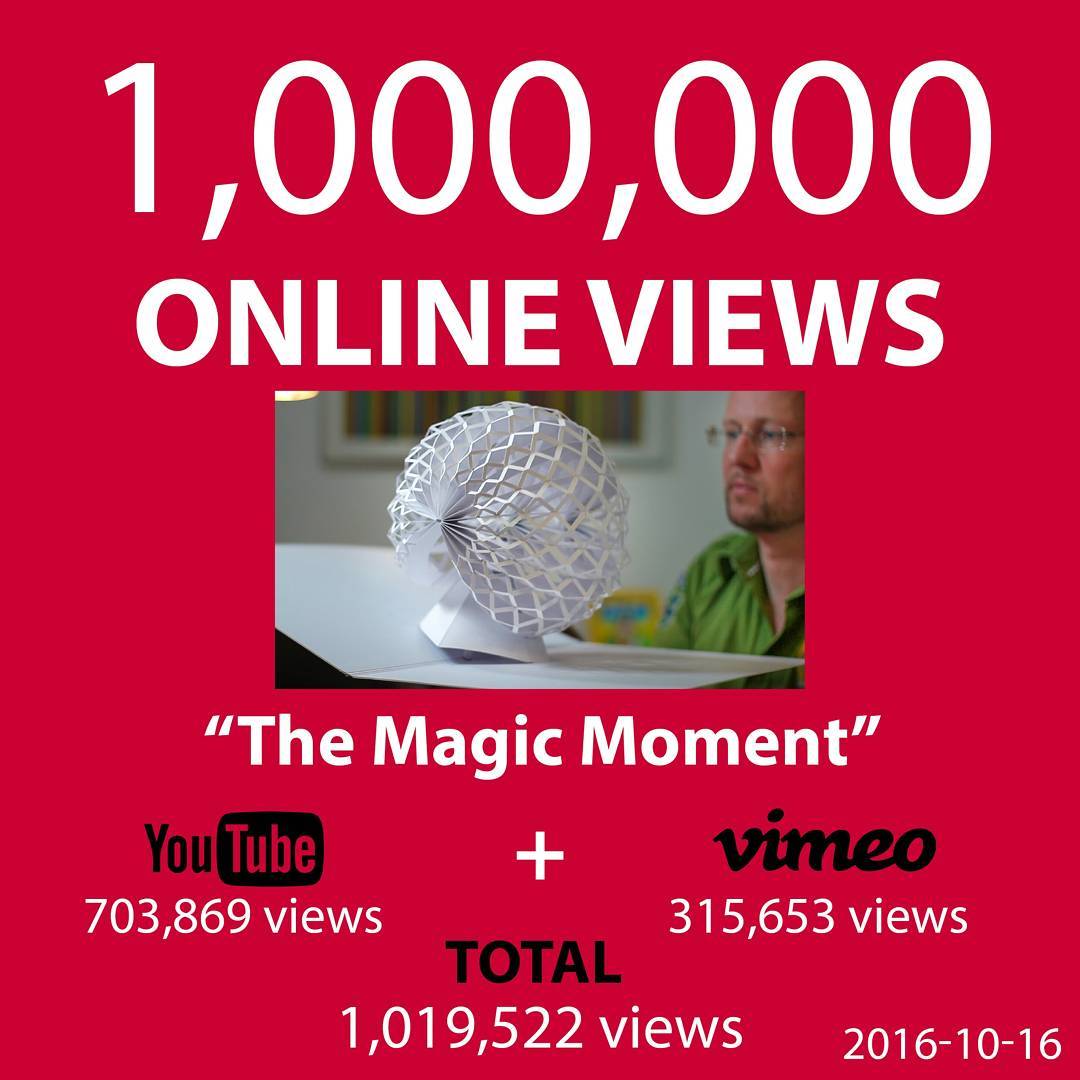 1,000,000
ONLINE VIEWS
“The Magic Moment”
YouTube + vimeo
703,869 views 315,653 views
TOTAL
1,019,522 views
2016-10-16